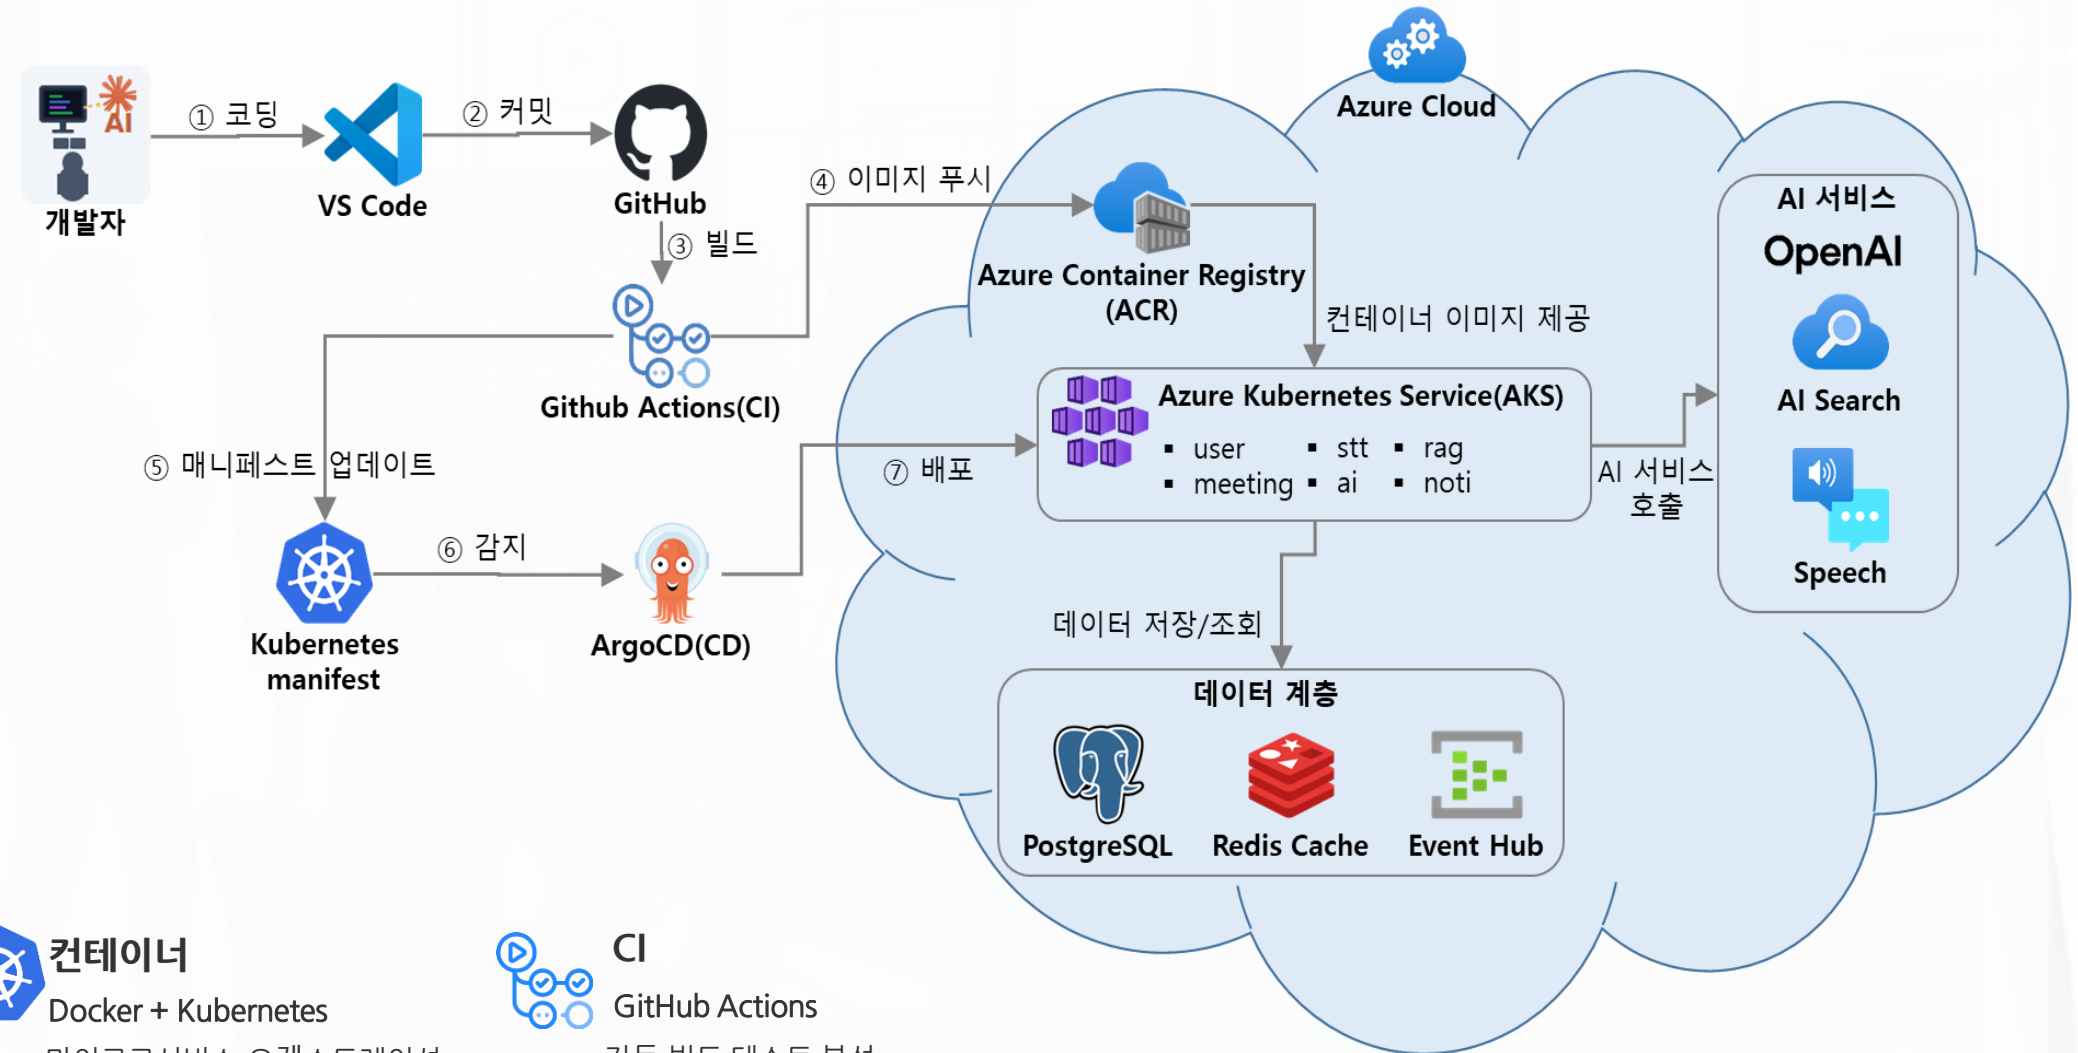 Azure Cloud
AI
① 코딩
② 커밋
개발자
VS Code
GitHub
③ 빌드
④ 이미지 푸시
AI 서비스
OpenAI
Azure Container Registry
(ACR)
컨테이너 이미지 제공
Github Actions(CI)
Azure Kubernetes Service(AKS)
▪ user
▪ stt
▪ rag
▪ meeting
▪ ai
▪ noti
AI Search
AI 서비스
호출
Speech
⑤ 매니페스트 업데이트
⑦ 배포
⑥ 감지
Kubernetes
manifest
ArgoCD(CD)
데이터 저장/조회
데이터 계층
PostgreSQL
Redis Cache
Event Hub
컨테이너
Docker + Kubernetes
CI
GitHub Actions